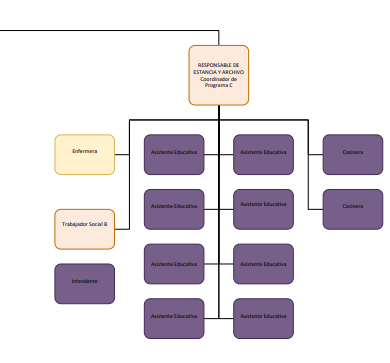 RESPONSABLE DE
ESTANCIA Y ARCHIVO
Coordinador de
Programa C
Enfermera
Asistente Educativa
Asistente Educativa
Cocinera
Asistente Educativa
Asistente Educativa
Cocinera
Trabajador Social B
Asistente Educativa
Asistente Educativa
Intendente
Asistente Educativa
Asistente Educativa